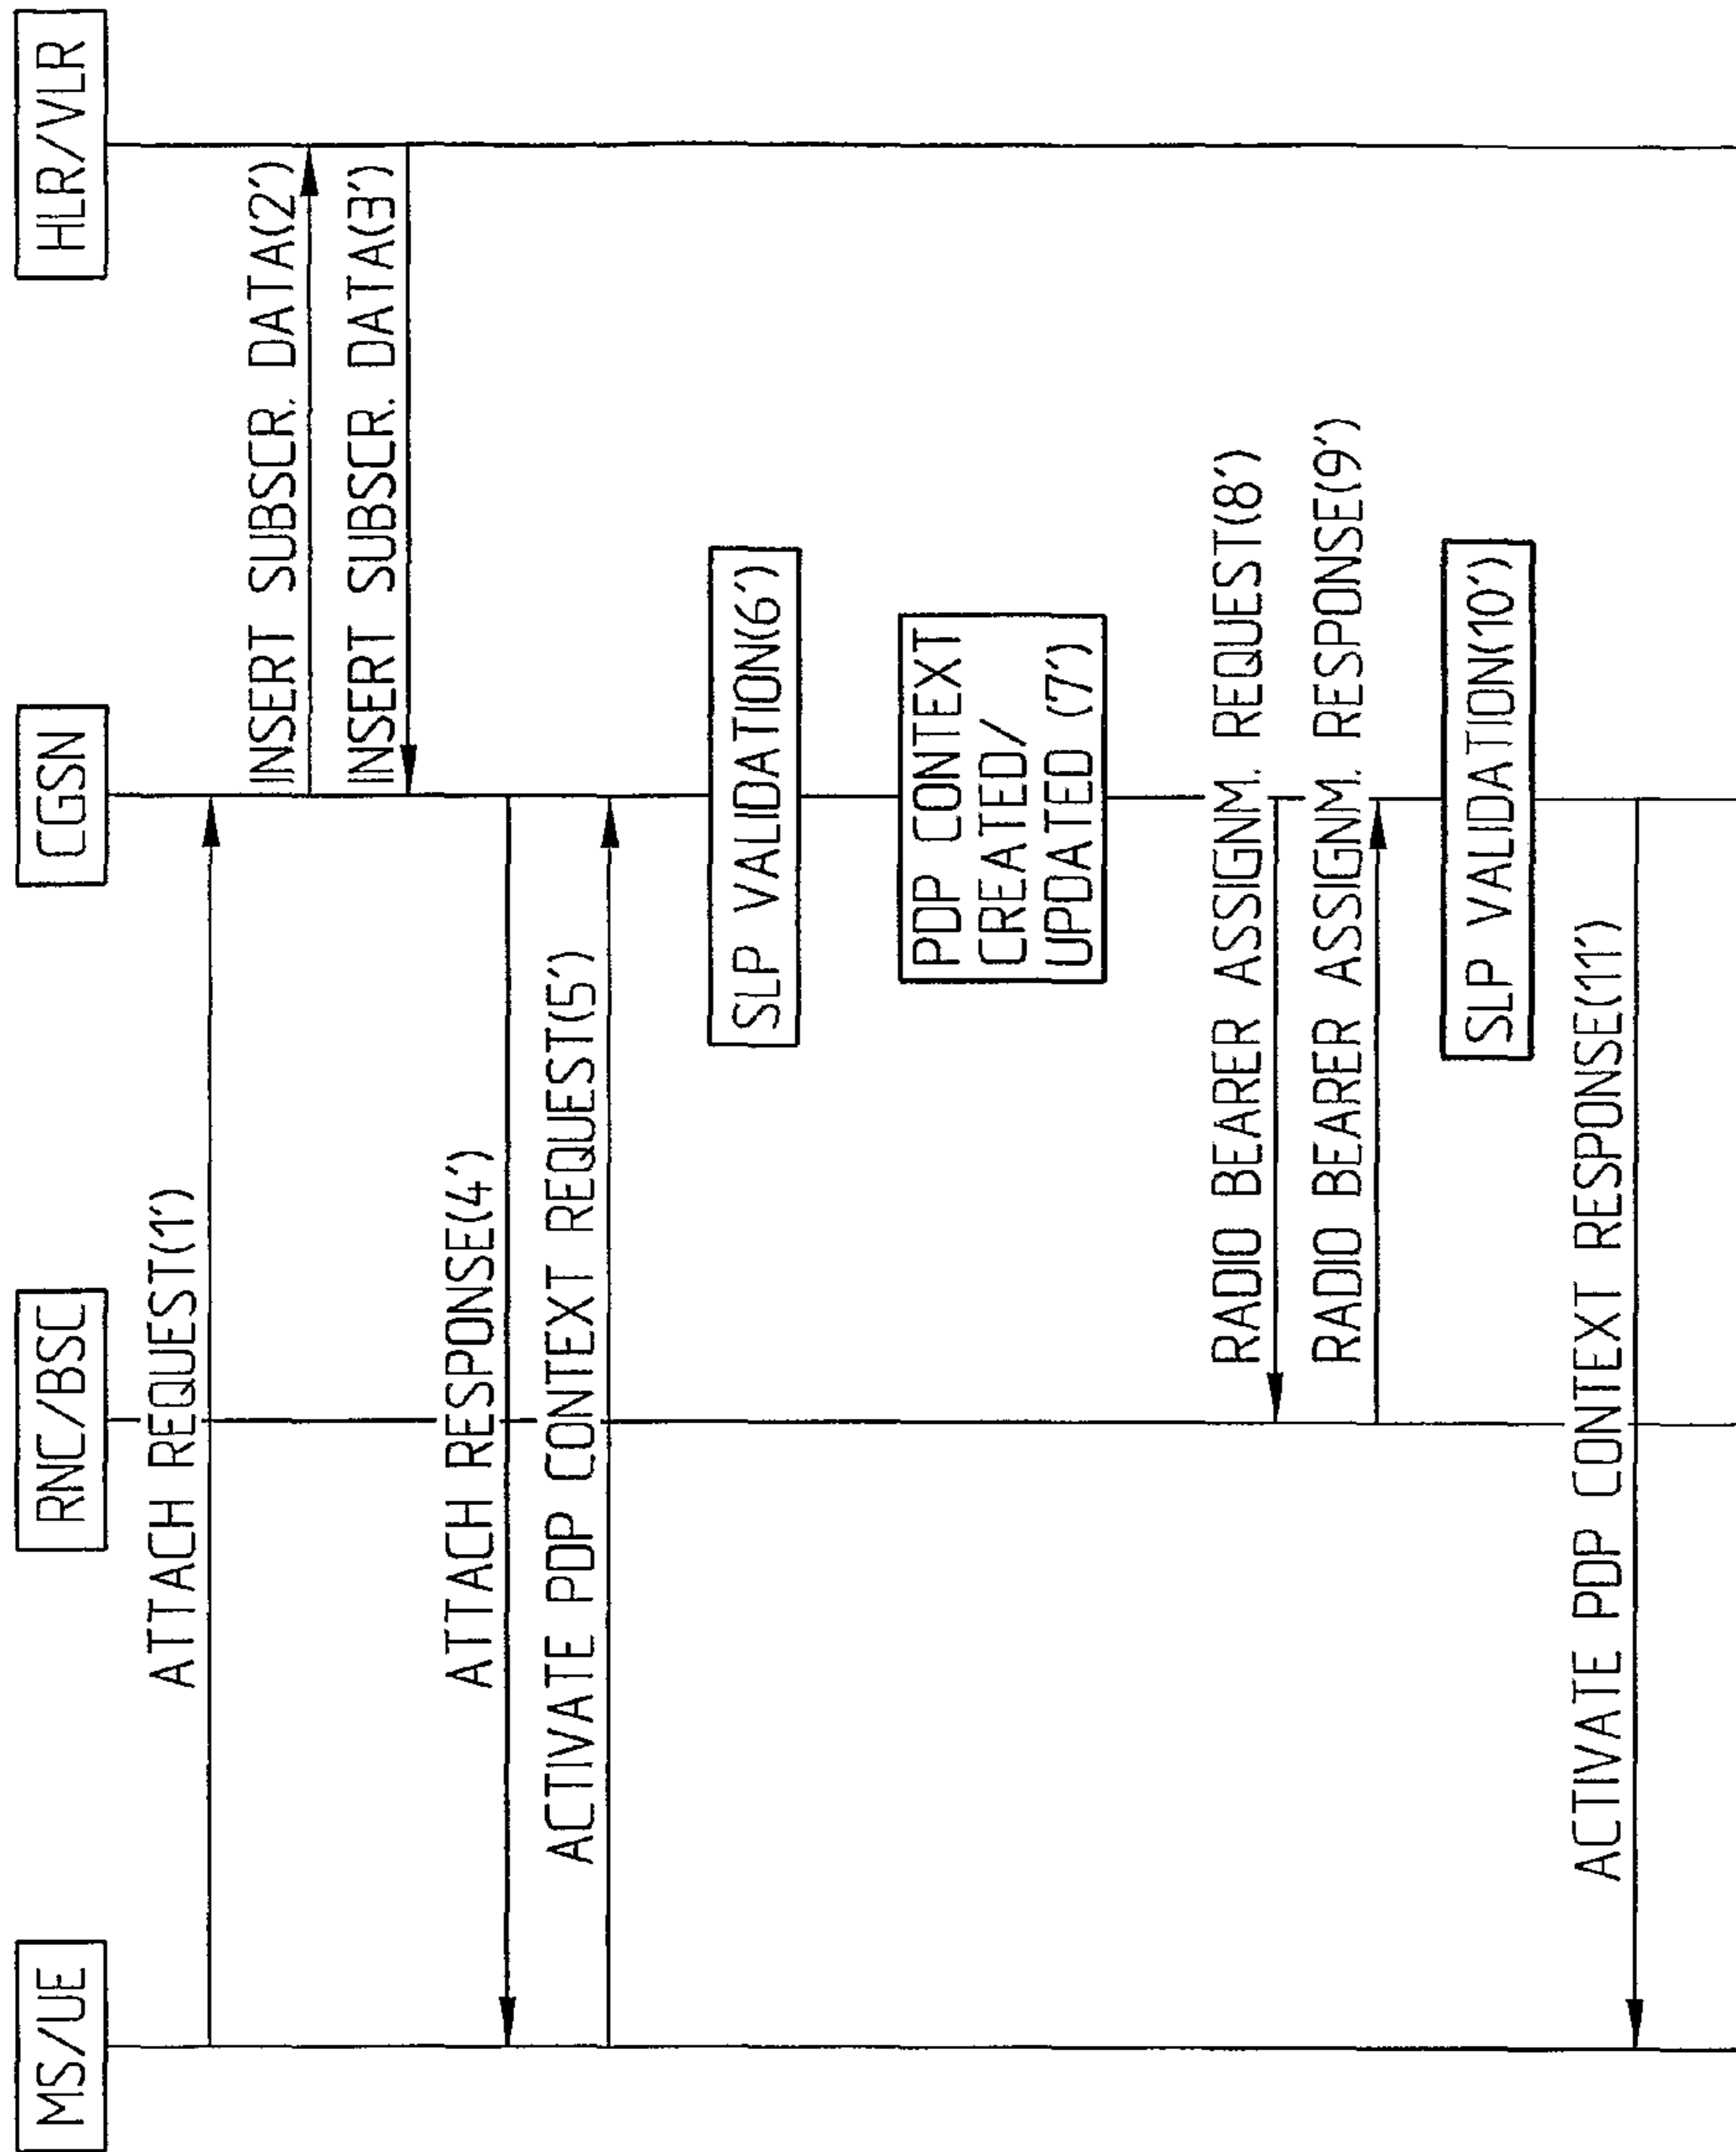 MS/UE
RNC/BSC
CGSN
HLR/VLR
ATTACH REQUEST(1')
INSERT SUBSCR. DATA(2')
INSERT SUBSCR. DATA(3')
ATTACH RESPONSE(4')
ACTIVATE PDP CONTEXT REQUEST(5')
SLP VALIDATION(6')
PDP CONTEXT
CREATED/
UPDATED (7')
RADIO BEARER ASSIGNM. REQUEST(8')
RADIO BEARER ASSIGNM. RESPONSE(9')
SLP VALIDATION(10')
ACTIVATE PDP CONTEXT RESPONSE(11')